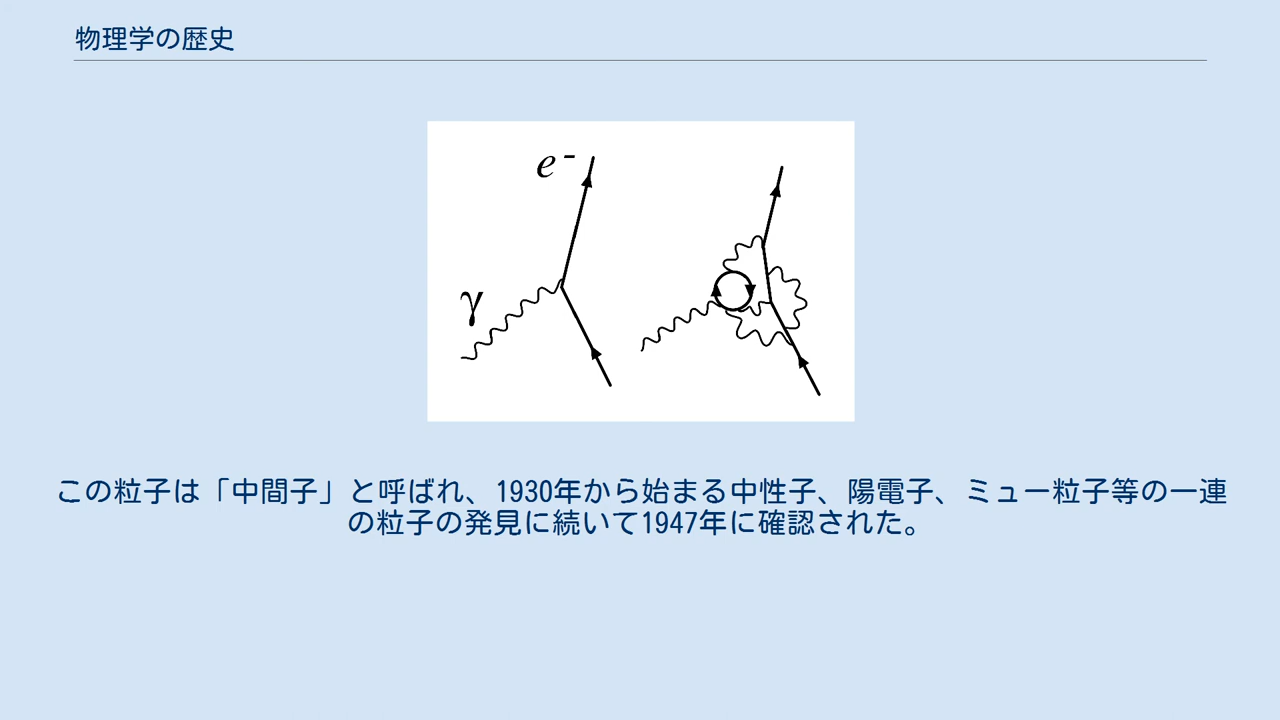 物理学の歴史
e-
γ
この粒子は「中間子」と呼ばれ、1930年から始まる中性子、陽電子、ミュー粒子等の一連
の粒子の発見に続いて1947年に確認された。